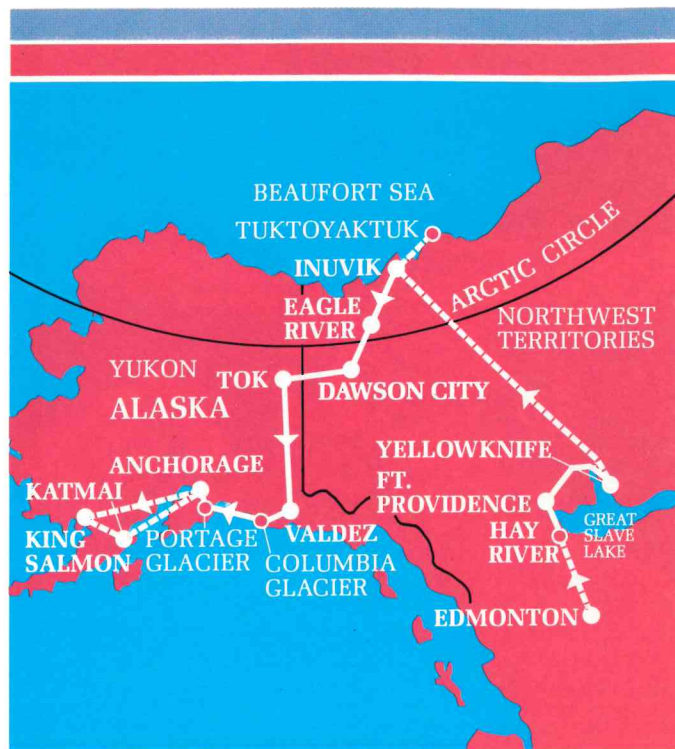 BEAUFORT SEA
TUKTOYAKTUK
INUVIK
ARCTIC CIRCLE
EAGLE
RIVER
NORTHWEST
TERRITORIES
YUKON
TOK
DAWSON CITY
ALASKA
YELLOWKNIFE
ANCHORAGE
FT.
PROVIDENCE
KATMAI
KING
SALMON
PORTAGE
GLACIER
VALDEZ
HAY
RIVER
GREAT
SLAVE
LAKE
COLUMBIA
GLACIER
EDMONTON